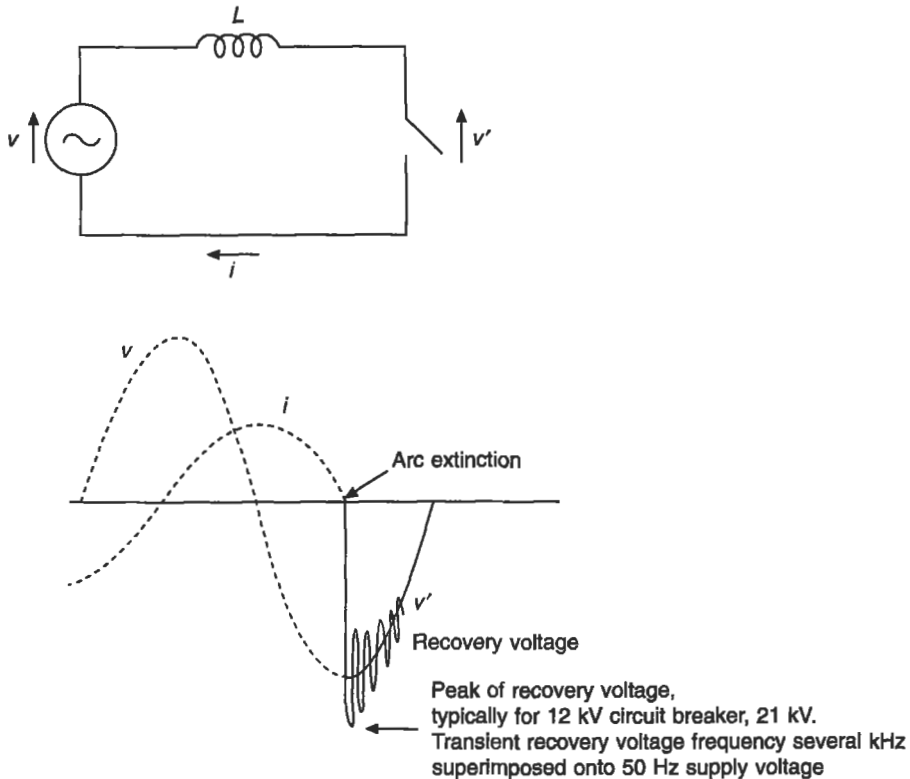 L
v
v′
i
v
i
Arc extinction
v′
Recovery voltage
Peak of recovery voltage,
typically for 12 kV circuit breaker, 21 kV.
Transient recovery voltage frequency several kHz
superimposed onto 50 Hz supply voltage